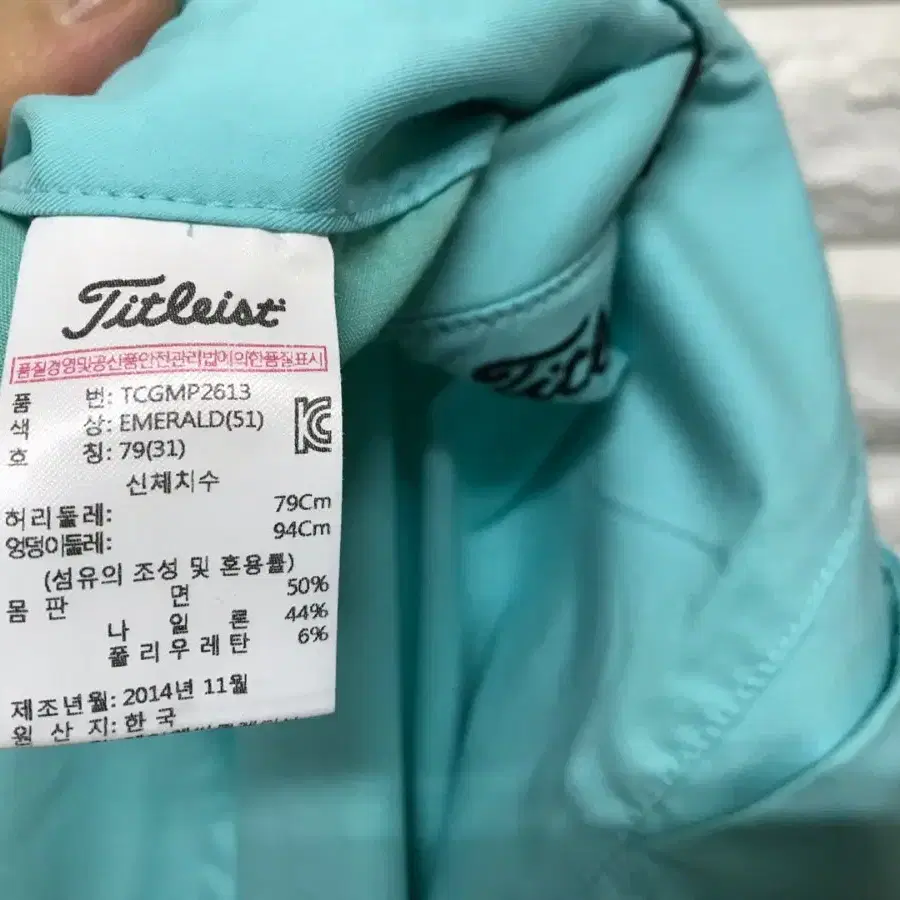 Titleist
품질경영및공산품안전관리법에의한품질표시
품 번: TCGMP2613
색 상: EMERALD(51)
호 칭: 79(31)
신체치수
허리둘레: 79Cm
엉덩이둘레: 94Cm
(섬유의 조성 및 혼용률)
몸 판 면 50%
나 일 론 44%
폴리우레탄 6%
제조년월: 2014년 11월
원 산 지: 한국
Titl